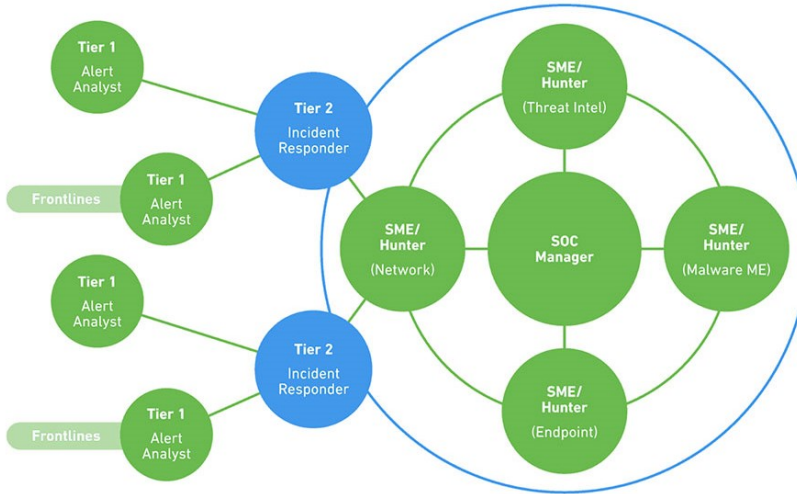 Tier 1
Alert
Analyst
Frontlines
Tier 1
Alert
Analyst
Tier 2
Incident
Responder
Tier 1
Alert
Analyst
Frontlines
Tier 1
Alert
Analyst
Tier 2
Incident
Responder
SME/
Hunter
(Threat Intel)
SME/
Hunter
(Network)
SOC
Manager
SME/
Hunter
(Malware ME)
SME/
Hunter
(Endpoint)